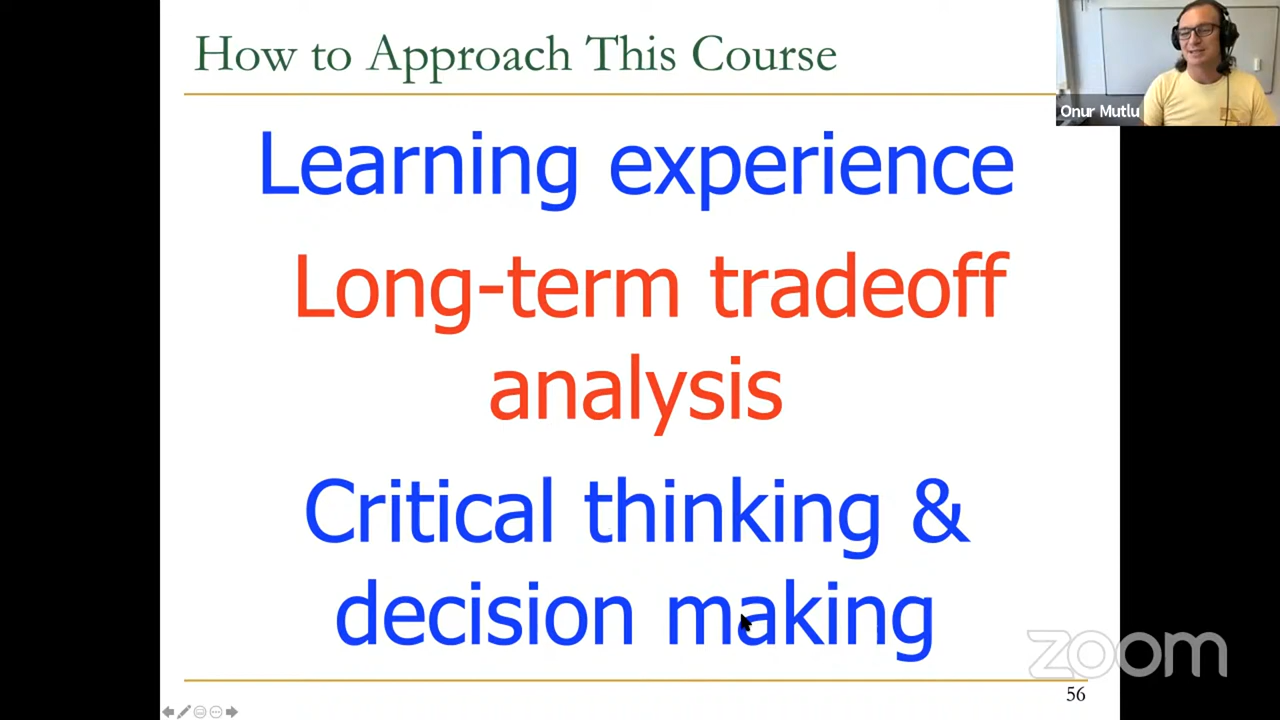 How to Approach This Course
Onur Mutlu
Learning experience
Long-term tradeoff
analysis
Critical thinking &
decision making
zoom
56